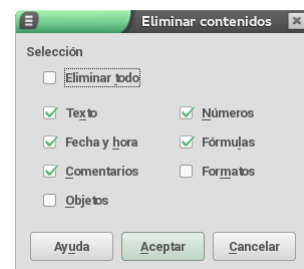 Eliminar contenidos
Selección
Eliminar todo
Texto Números
Fecha y hora Fórmulas
Comentarios Formatos
Objetos
Ayuda Aceptar Cancelar